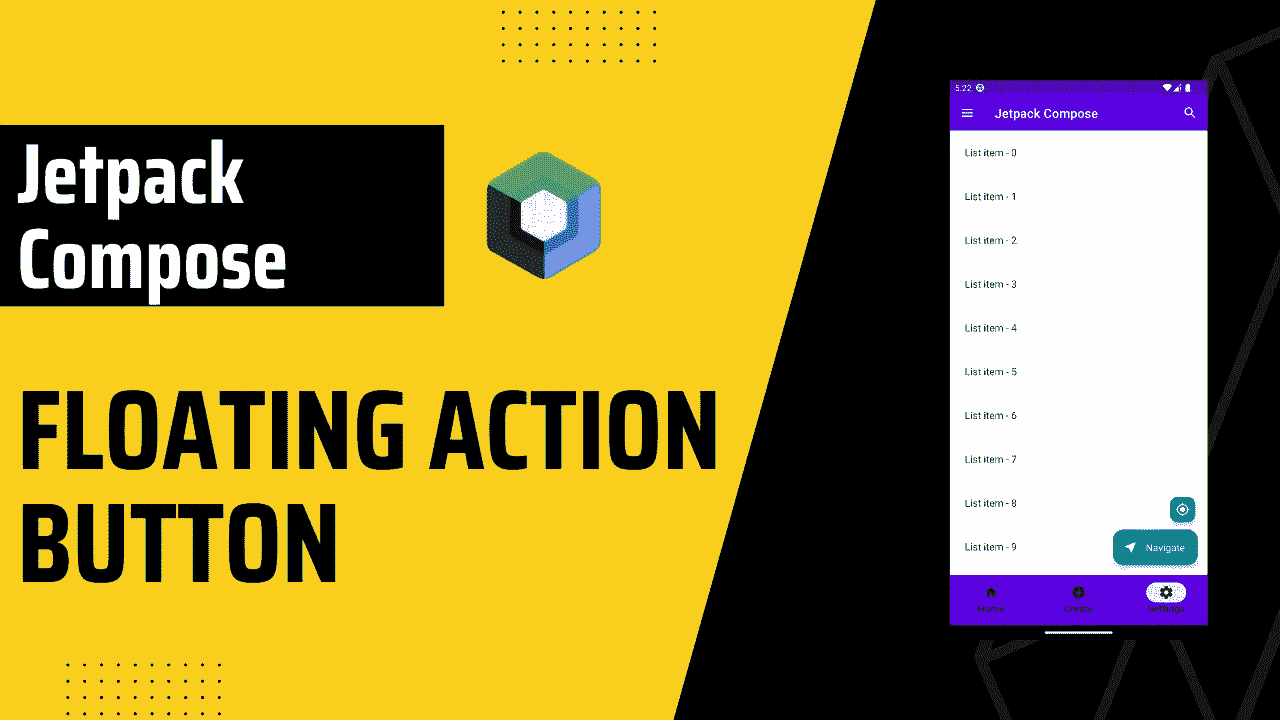 Jetpack
Compose
FLOATING ACTION
BUTTON
5:22
Jetpack Compose
List item - 0
List item - 1
List item - 2
List item - 3
List item - 4
List item - 5
List item - 6
List item - 7
List item - 8
List item - 9
Navigate
Home
Create
Settings